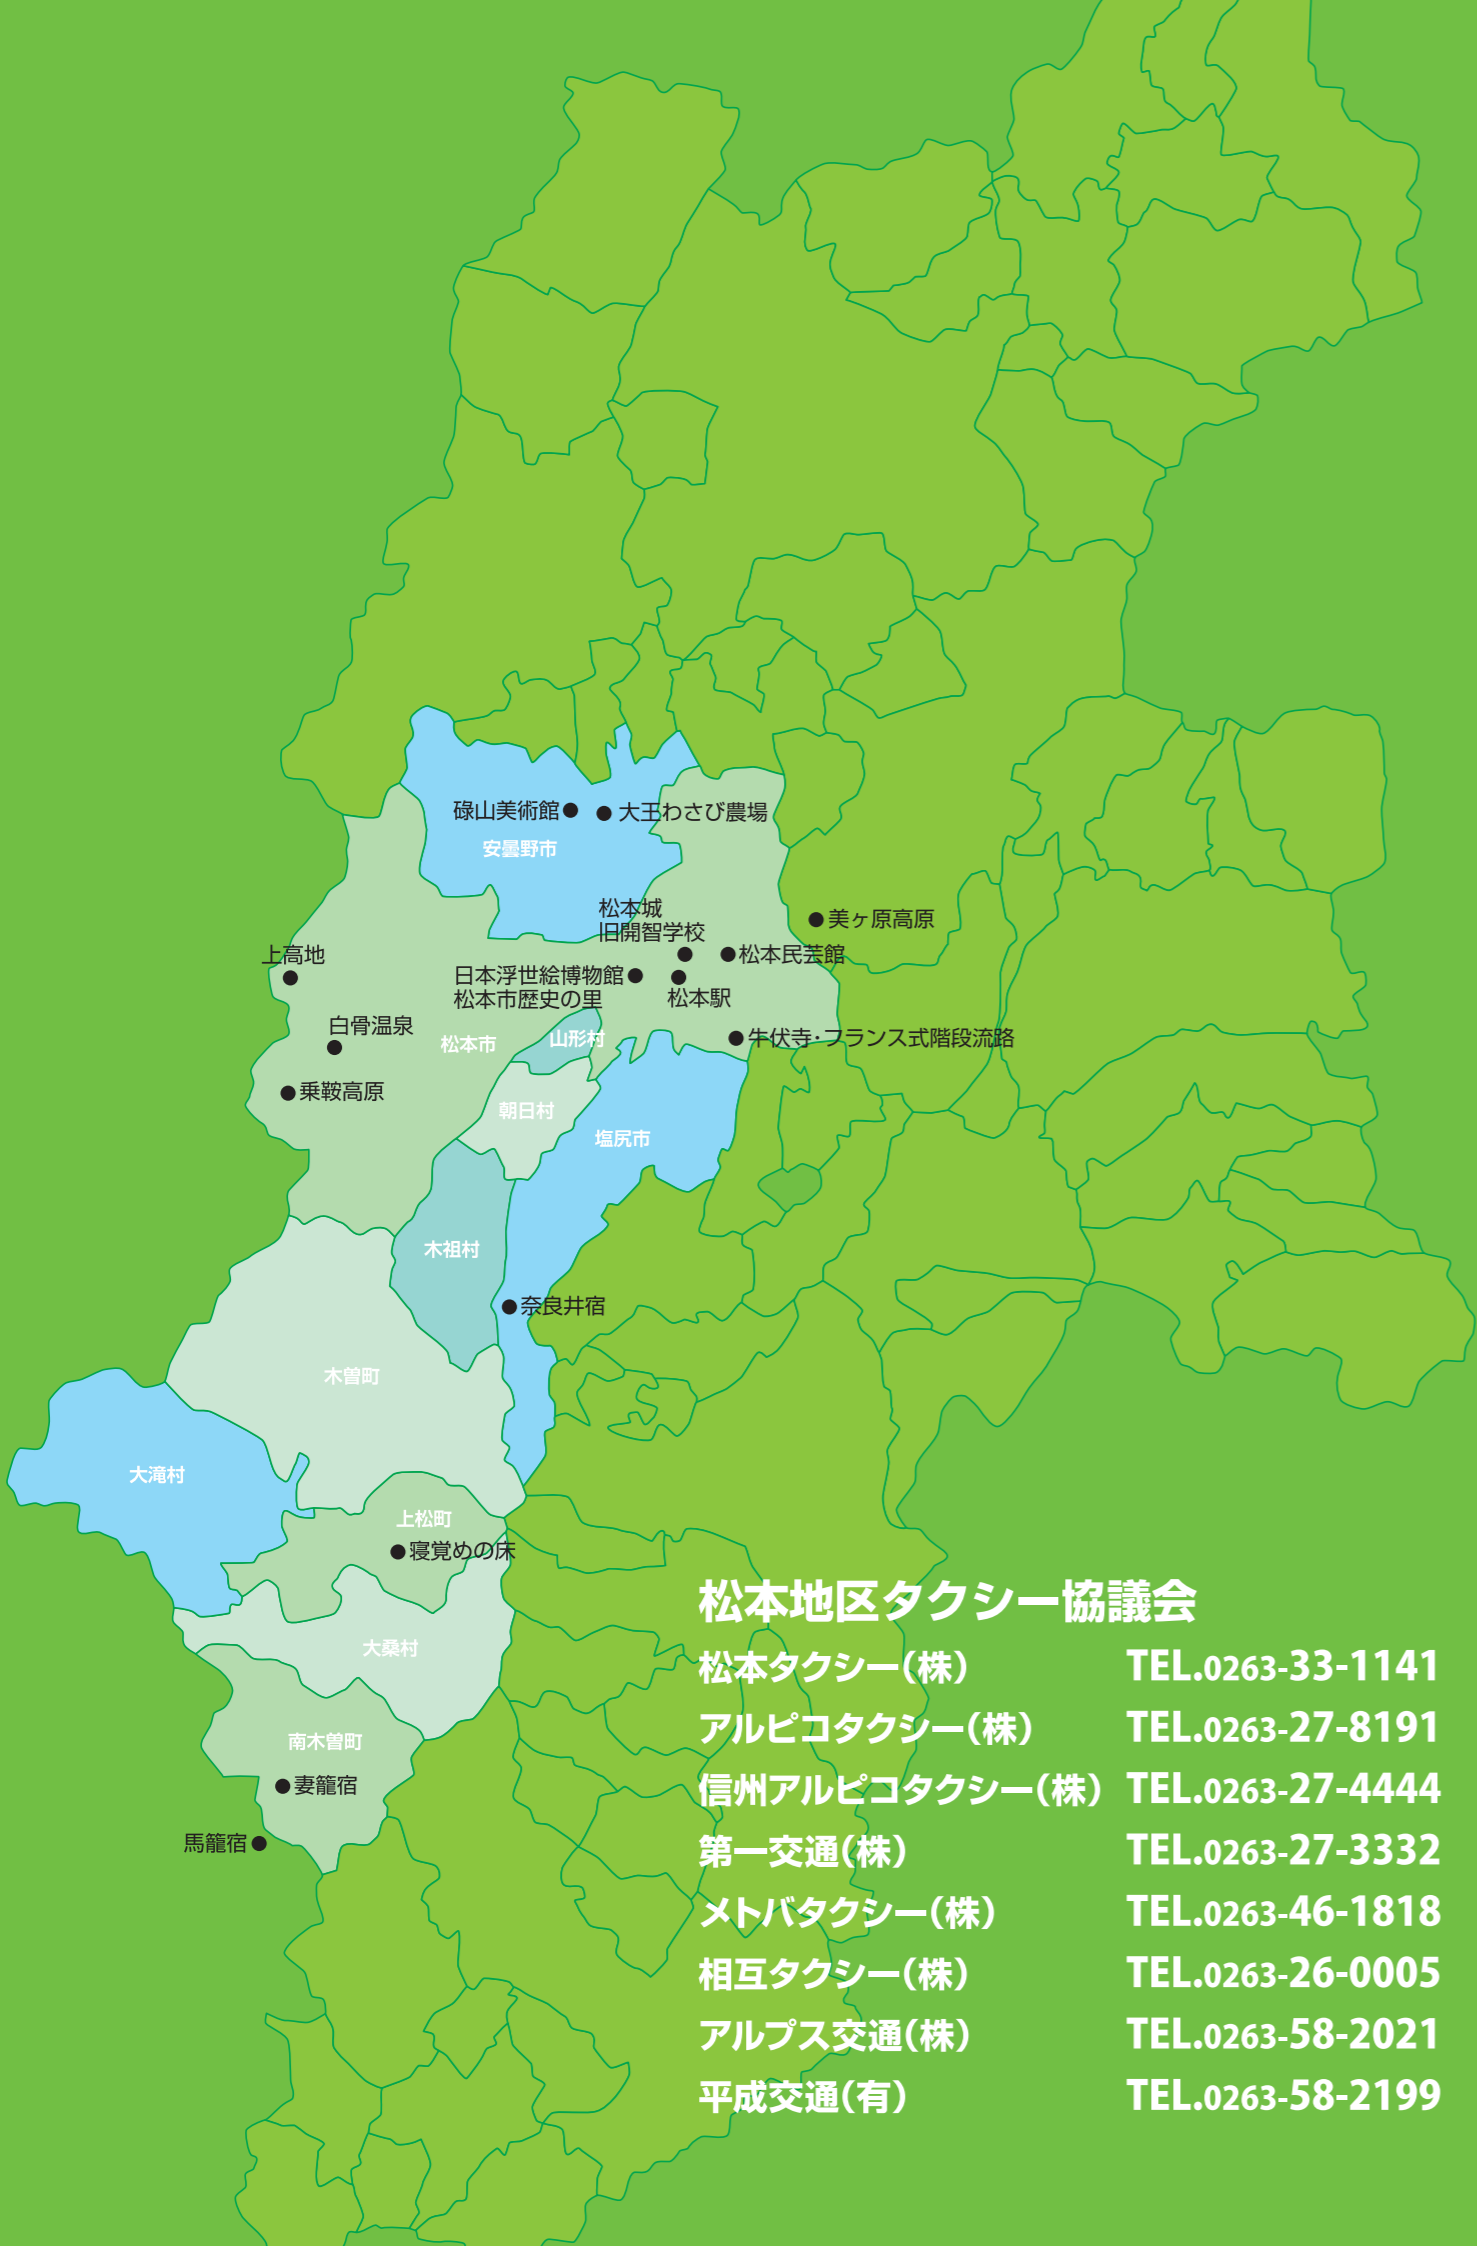 碌山美術館
大王わさび農場
安曇野市
松本城
旧開智学校
美ヶ原高原
上高地
日本浮世絵博物館
松本市歴史の里
松本民芸館
松本駅
白骨温泉
松本市
山形村
牛伏寺・フランス式階段流路
乗鞍高原
朝日村
塩尻市
木祖村
奈良井宿
木曽町
大滝村
上松町
寝覚めの床
大桑村
南木曽町
妻籠宿
馬籠宿
松本地区タクシー協議会
松本タクシー(株) TEL.0263-33-1141
アルピコタクシー(株) TEL.0263-27-8191
信州アルピコタクシー(株) TEL.0263-27-4444
第一交通(株) TEL.0263-27-3332
メトバタクシー(株) TEL.0263-46-1818
相互タクシー(株) TEL.0263-26-0005
アルプス交通(株) TEL.0263-58-2021
平成交通(有) TEL.0263-58-2199